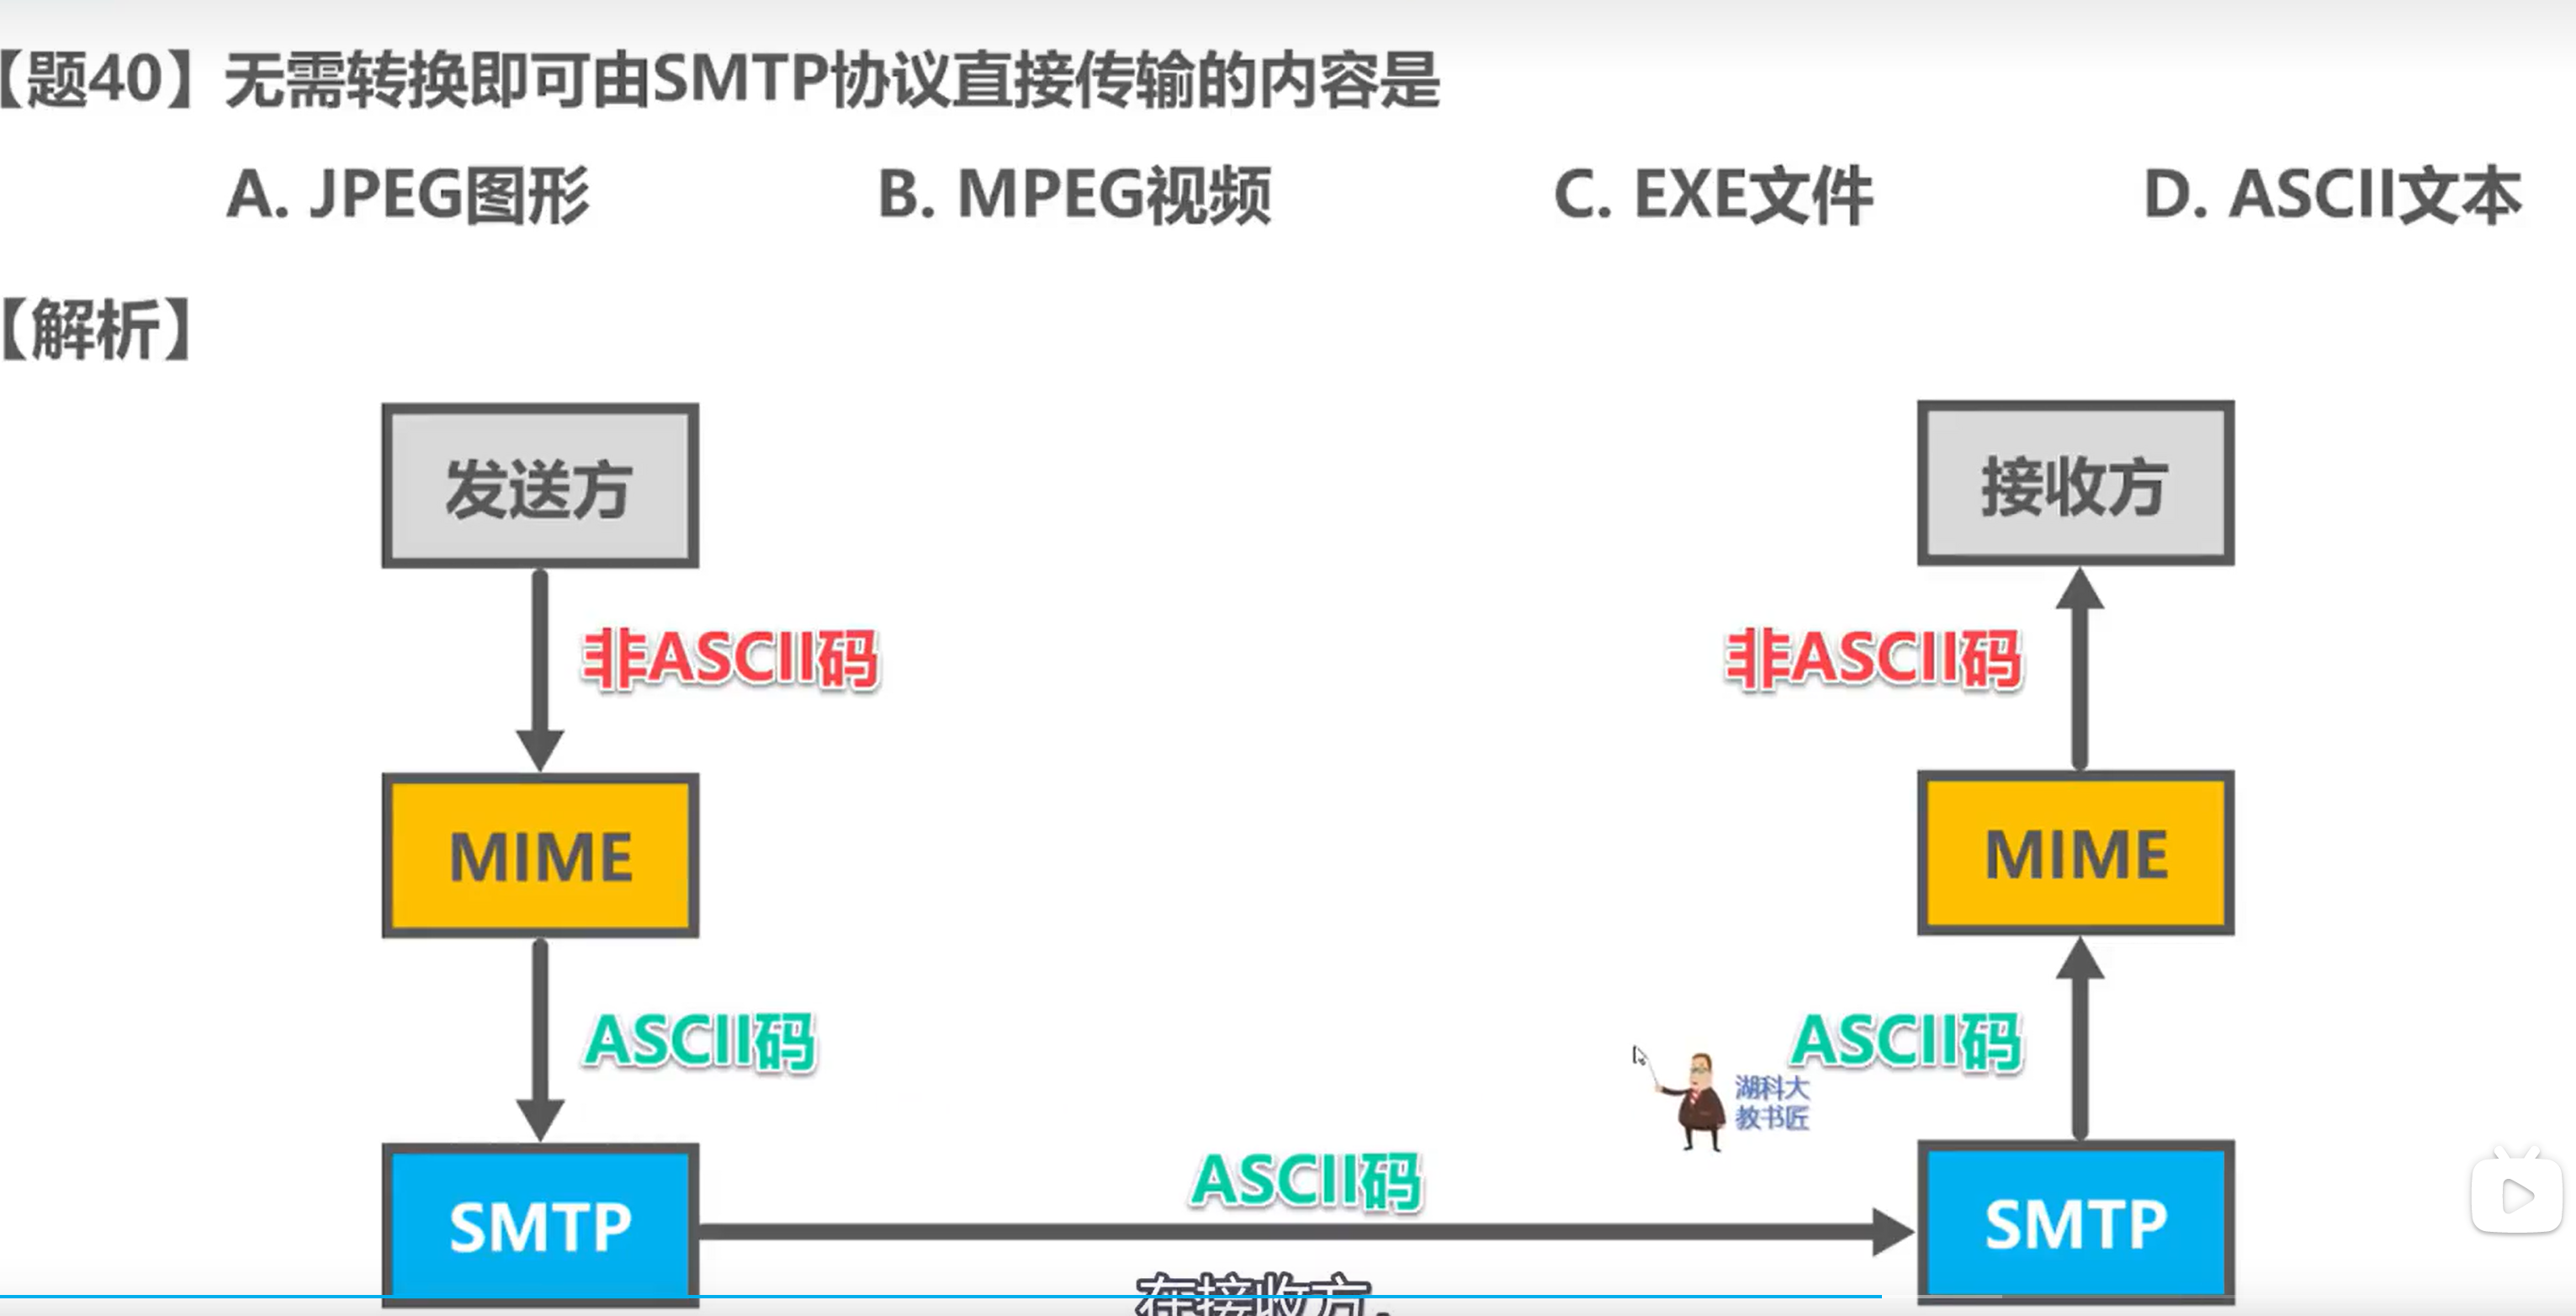 【题40】无需转换即可由SMTP协议直接传输的内容是
A. JPEG图形 B. MPEG视频 C. EXE文件 D. ASCII文本
【解析】
发送方 接收方
非ASCII码 非ASCII码
MIME MIME
ASCII码 ASCII码
湖科大
教书匠
ASCII码
SMTP SMTP
在接收方，